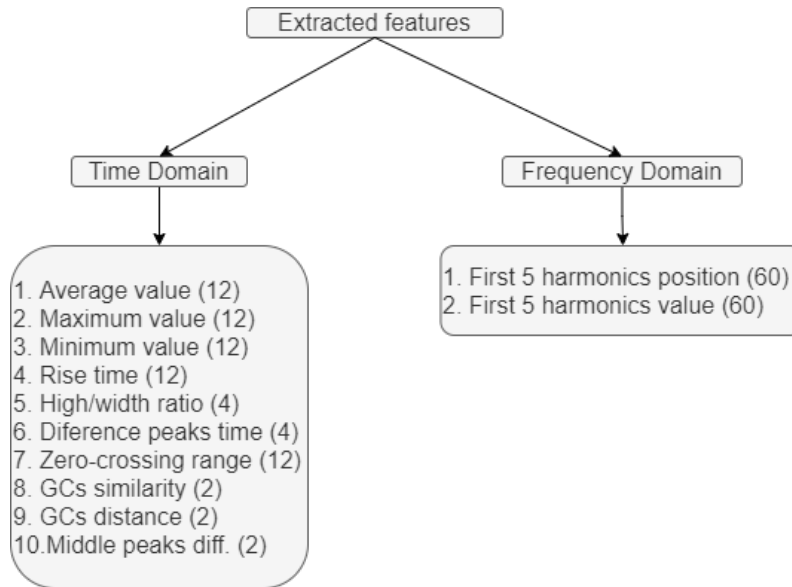 Extracted features
Time Domain
Frequency Domain
1. Average value (12)
2. Maximum value (12)
3. Minimum value (12)
4. Rise time (12)
5. High/width ratio (4)
6. Diference peaks time (4)
7. Zero-crossing range (12)
8. GCs similarity (2)
9. GCs distance (2)
10.Middle peaks diff. (2)
1. First 5 harmonics position (60)
2. First 5 harmonics value (60)